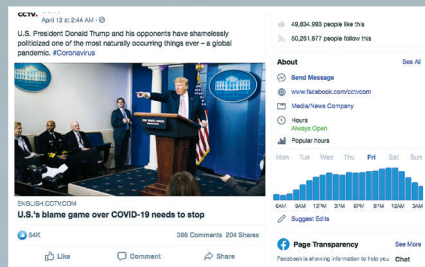 CCTV.
April 12 at 2:44 AM ·
U.S. President Donald Trump and his opponents have shamelessly
politicized one of the most naturally occurring things ever – a global
pandemic. #Coronavirus
ENGLISH.CCTV.COM
U.S.'s blame game over COVID-19 needs to stop
54K
386 Comments 204 Shares
Like
Comment
Share
49,834,993 people like this
50,261,877 people follow this
About
See All
Send Message
www.facebook.com/cctvcom
Media/News Company
Hours
Always Open
Popular hours
Mon Tue Wed Thu Fri Sat Sun
6AM 9AM 12PM 3PM 6PM 9PM 12AM 3AM
Suggest Edits
Page Transparency
See More
Facebook is showing information to help you
Chat